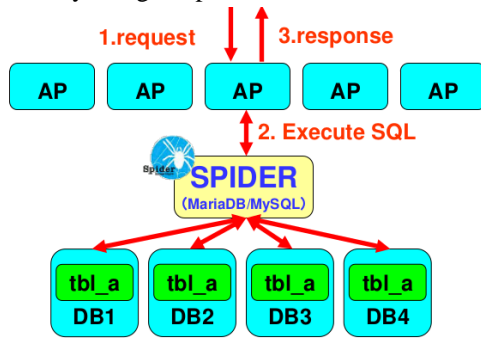 1.request 3.response
AP AP AP AP AP
2. Execute SQL
Spider
SPIDER
(MariaDB/MySQL)
tbl_a tbl_a tbl_a tbl_a
DB1 DB2 DB3 DB4